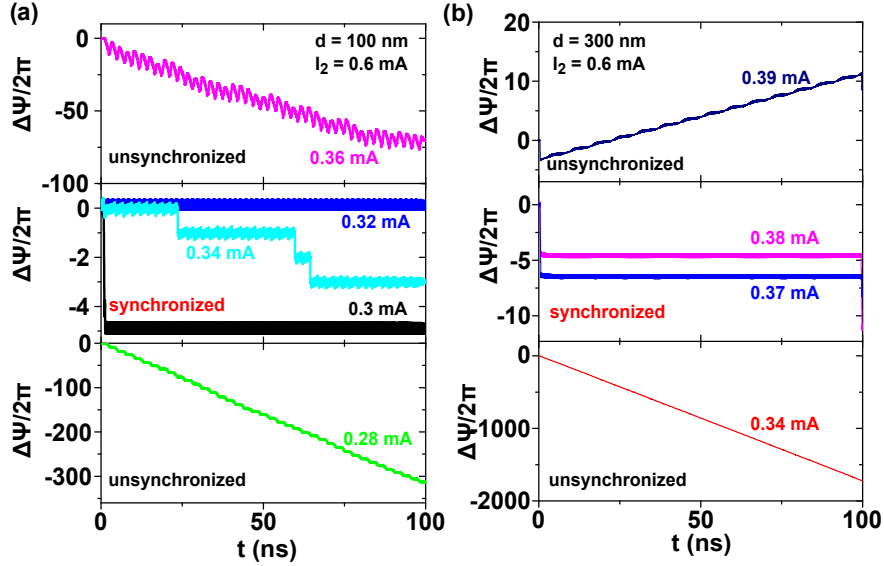 (a)
ΔΨ/2π
0
-50
-100
d = 100 nm
I2 = 0.6 mA
0.36 mA
unsynchronized
ΔΨ/2π
0
-2
-4
0.32 mA
0.34 mA
0.3 mA
synchronized
ΔΨ/2π
0
-100
-200
-300
0.28 mA
unsynchronized
0 50 100
t (ns)
(b)
ΔΨ/2π
20
10
0
d = 300 nm
I2 = 0.6 mA
0.39 mA
unsynchronized
ΔΨ/2π
0
-5
-10
0.38 mA
0.37 mA
synchronized
ΔΨ/2π
0
-1000
-2000
0.34 mA
unsynchronized
0 50 100
t (ns)